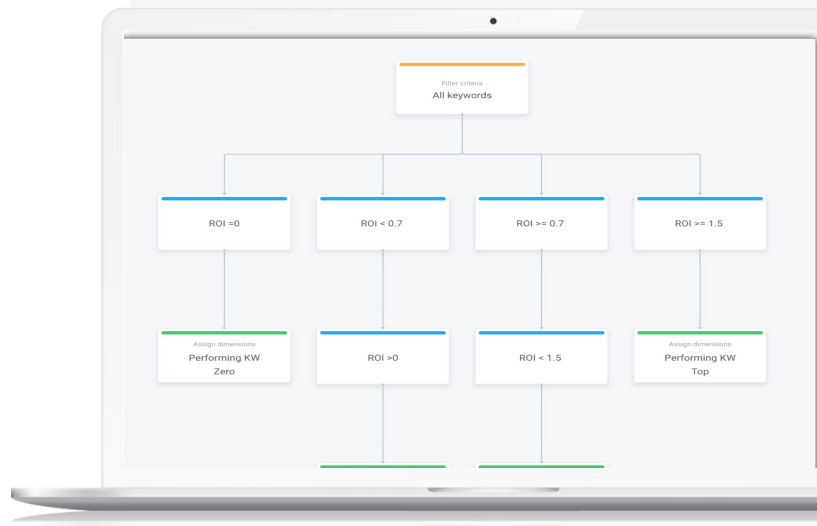 Filter criteria
All keywords
ROI =0
ROI < 0.7
ROI >= 0.7
ROI >= 1.5
Assign dimensions
Performing KW
Zero
ROI >0
ROI < 1.5
Assign dimensions
Performing KW
Top